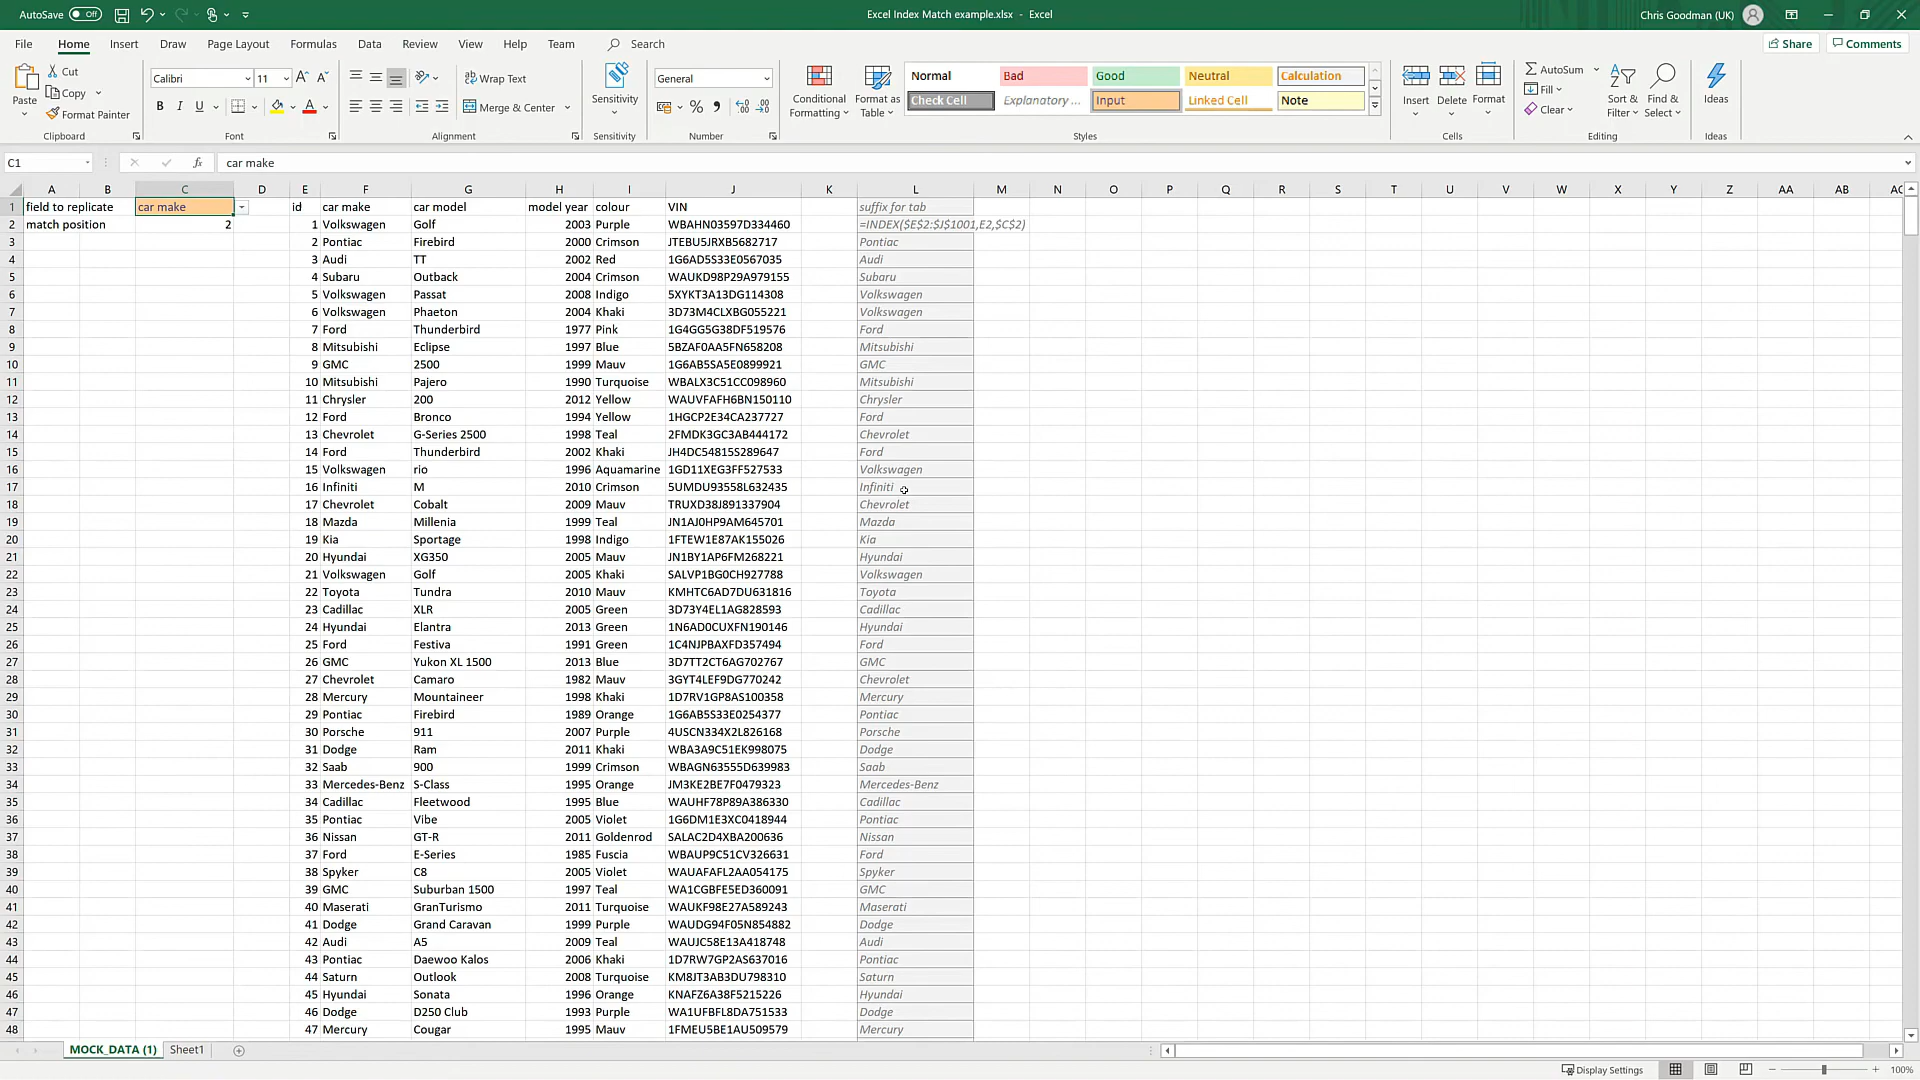 AutoSave Off Excel Index Match example.xlsx - Excel Chris Goodman (UK)
File Home Insert Draw Page Layout Formulas Data Review View Help Team Search Share Comments
Paste Cut Copy Format Painter Clipboard
Calibri 11 A A B I U A Font
Wrap Text Merge & Center Alignment
Sensitivity Sensitivity
General % Number
Conditional Formatting Format as Table
Normal Bad Good Neutral Calculation
Check Cell Explanatory ... Input Linked Cell Note
Styles
Insert Delete Format Cells
AutoSum Fill Clear Sort & Filter Find & Select Editing
Ideas Ideas
C1 fx car make
A B C D E F G H I J K L M N O P Q R S T U V W X Y Z AA AB AC
1 field to replicate car make id car make car model model year colour VIN suffix for tab
2 match position 2 1 Volkswagen Golf 2003 Purple WBAHN03597D334460 =INDEX($E$2:$J$1001,E2,$C$2)
3 2 Pontiac Firebird 2000 Crimson JTEBU5JRXB5682717 Pontiac
4 3 Audi TT 2002 Red 1G6AD5S33E0567035 Audi
5 4 Subaru Outback 2004 Crimson WAUKD98P29A979155 Subaru
6 5 Volkswagen Passat 2008 Indigo 5XYKT3A13DG114308 Volkswagen
7 6 Volkswagen Phaeton 2004 Khaki 3D73M4CLXBG055221 Volkswagen
8 7 Ford Thunderbird 1977 Pink 1G4GG5G38DF519576 Ford
9 8 Mitsubishi Eclipse 1997 Blue 5BZAF0AA5FN658208 Mitsubishi
10 9 GMC 2500 1999 Mauv 1G6AB5SA5E0899921 GMC
11 10 Mitsubishi Pajero 1990 Turquoise WBALX3C51CC098960 Mitsubishi
12 11 Chrysler 200 2012 Yellow WAUVFAFH6BN150110 Chrysler
13 12 Ford Bronco 1994 Yellow 1HGCP2E34CA237727 Ford
14 13 Chevrolet G-Series 2500 1998 Teal 2FMDK3GC3AB444172 Chevrolet
15 14 Ford Thunderbird 2002 Khaki JH4DC54815S289647 Ford
16 15 Volkswagen rio 1996 Aquamarine 1GD11XEG3FF527533 Volkswagen
17 16 Infiniti M 2010 Crimson 5UMDU93558L632435 Infiniti
18 17 Chevrolet Cobalt 2009 Mauv TRUXD38J891337904 Chevrolet
19 18 Mazda Millenia 1999 Teal JN1AJ0HP9AM645701 Mazda
20 19 Kia Sportage 1998 Indigo 1FTEW1E87AK155026 Kia
21 20 Hyundai XG350 2005 Mauv JN1BY1AP6FM268221 Hyundai
22 21 Volkswagen Golf 2005 Khaki SALVP1BG0CH927788 Volkswagen
23 22 Toyota Tundra 2010 Mauv KMHTC6AD7DU631816 Toyota
24 23 Cadillac XLR 2005 Green 3D73Y4EL1AG828593 Cadillac
25 24 Hyundai Elantra 2013 Green 1N6AD0CUXFN190146 Hyundai
26 25 Ford Festiva 1991 Green 1C4NJPBAXFD357494 Ford
27 26 GMC Yukon XL 1500 2013 Blue 3D7TT2CT6AG702767 GMC
28 27 Chevrolet Camaro 1982 Mauv 3GYT4LEF9DG770242 Chevrolet
29 28 Mercury Mountaineer 1998 Khaki 1D7RV1GP8AS100358 Mercury
30 29 Pontiac Firebird 1989 Orange 1G6AB5S33E0254377 Pontiac
31 30 Porsche 911 2007 Purple 4USCN334X2L826168 Porsche
32 31 Dodge Ram 2011 Khaki WBA3A9C51EK998075 Dodge
33 32 Saab 900 1999 Crimson WBAGN63555D639983 Saab
34 33 Mercedes-Benz S-Class 1995 Orange JM3KE2BE7F0479323 Mercedes-Benz
35 34 Cadillac Fleetwood 1995 Blue WAUHF78P89A386330 Cadillac
36 35 Pontiac Vibe 2005 Violet 1G6DM1E3XC0418944 Pontiac
37 36 Nissan GT-R 2011 Goldenrod SALAC2D4XBA200636 Nissan
38 37 Ford E-Series 1985 Fuscia WBAUP9C51CV326631 Ford
39 38 Spyker C8 2005 Violet WAUAFAFL2AA054175 Spyker
40 39 GMC Suburban 1500 1997 Teal WA1CGBFE5ED360091 GMC
41 40 Maserati GranTurismo 2011 Turquoise WAUKF98E27A589243 Maserati
42 41 Dodge Grand Caravan 1999 Purple WAUDG94F05N854882 Dodge
43 42 Audi A5 2009 Teal WAUJC58E13A418748 Audi
44 43 Pontiac Daewoo Kalos 2006 Khaki 1D7RW7GP2AS637016 Pontiac
45 44 Saturn Outlook 2008 Turquoise KM8JT3AB3DU798310 Saturn
46 45 Hyundai Sonata 1996 Orange KNAFZ6A38F5215226 Hyundai
47 46 Dodge D250 Club 1993 Purple WA1UFBFL8DA751533 Dodge
48 47 Mercury Cougar 1995 Mauv 1FMEU5BE1AU509579 Mercury
MOCK_DATA (1) Sheet1
Display Settings 100%